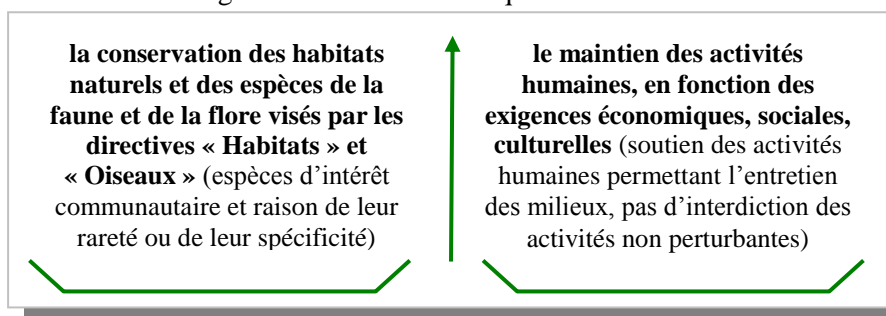 la conservation des habitats
naturels et des espèces de la
faune et de la flore visés par les
directives « Habitats » et
« Oiseaux » (espèces d’intérêt
communautaire et raison de leur
rareté ou de leur spécificité)
le maintien des activités
humaines, en fonction des
exigences économiques, sociales,
culturelles (soutien des activités
humaines permettant l’entretien
des milieux, pas d’interdiction des
activités non perturbantes)